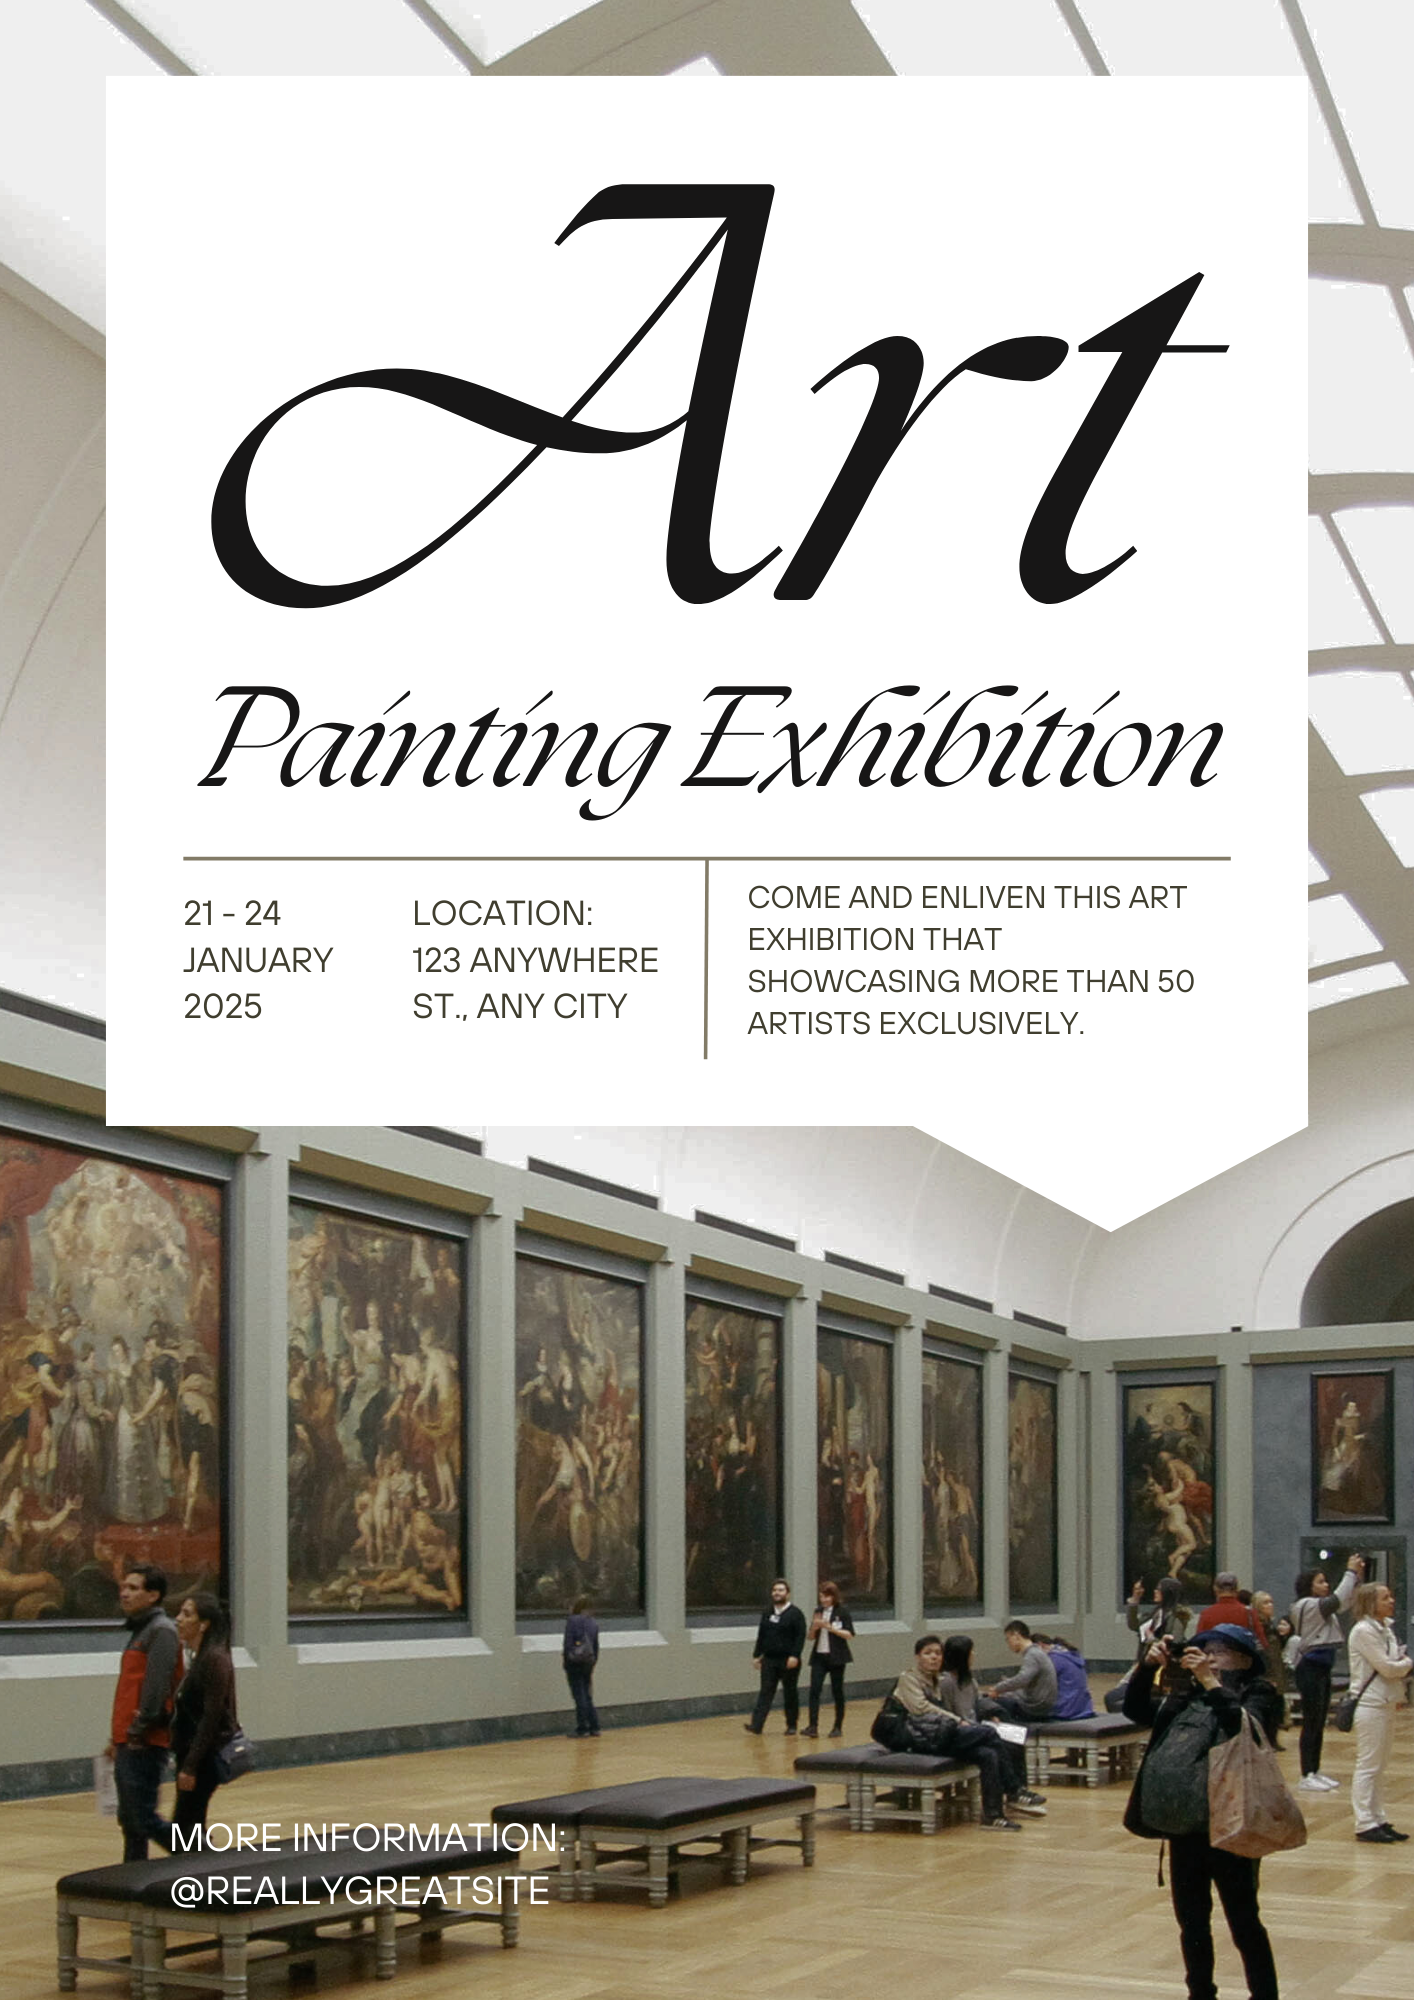 Art
Painting Exhibition
21 - 24
JANUARY
2025
LOCATION:
123 ANYWHERE
ST., ANY CITY
COME AND ENLIVEN THIS ART
EXHIBITION THAT
SHOWCASING MORE THAN 50
ARTISTS EXCLUSIVELY.
MORE INFORMATION:
@REALLYGREATSITE